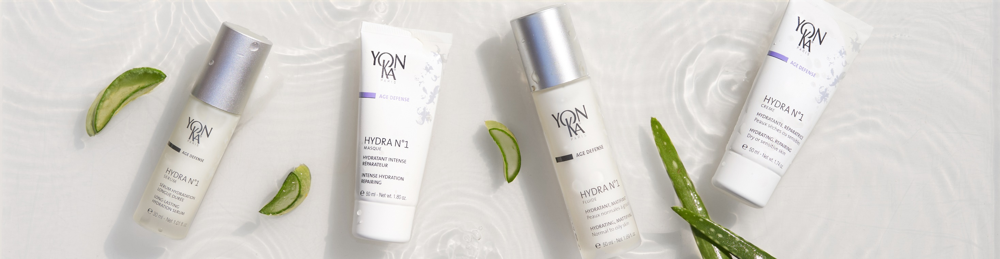 YON
KA®
PARIS
AGE DEFENSE
HYDRA N°1
SERUM
SÉRUM HYDRATATION
LONGUE DURÉE
LONG-LASTING
HYDRATION SERUM
e 30 ml - Net 1.01 fl. oz.
YON
KA®
PARIS
AGE DEFENSE
HYDRA N°1
MASQUE
HYDRATANT INTENSE
RÉPARATEUR
INTENSE HYDRATION
REPAIRING
e 50 ml - Net wt. 1.80 oz.
YON
KA®
PARIS
AGE DEFENSE
HYDRA N°1
FLUIDE
HYDRATANT, MATIFIANT
Peaux normales à
HYDRATING, MATTIFYING
Normal to oily skin
e 50 ml - Net 1.69 fl. oz
YON
KA®
PARIS
AGE DEFENSE
HYDRA N°1
CREME
HYDRATANTE, RÉPARATRICE
Peaux sèches ou sensibles
HYDRATING, REPAIRING
Dry or sensitive skin
e 50 ml - Net wt. 1.74 oz.